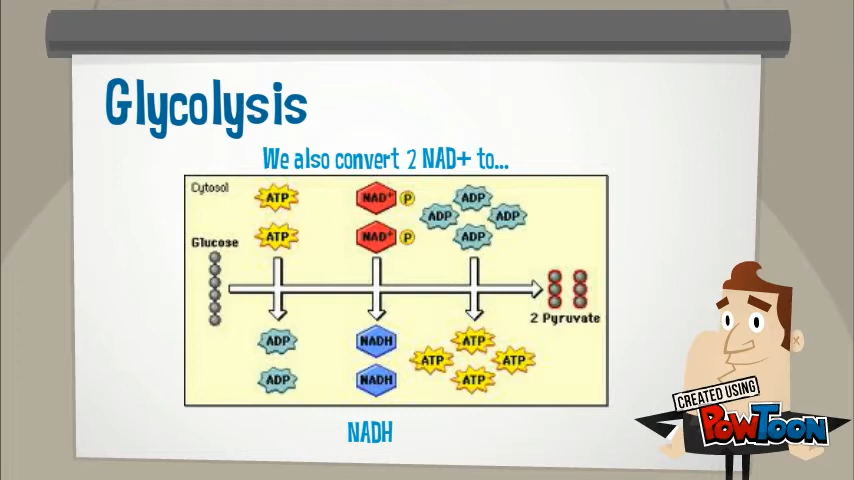 Glycolysis
We also convert 2 NAD+ to...
Cytosol
ATP
NAD+ P
ADP
ADP
ADP
ATP
NAD+ P
ADP
Glucose
2 Pyruvate
ADP
NADH
ATP
ATP
ATP
ADP
NADH
ATP
NADH
CREATED USING
POWTOON